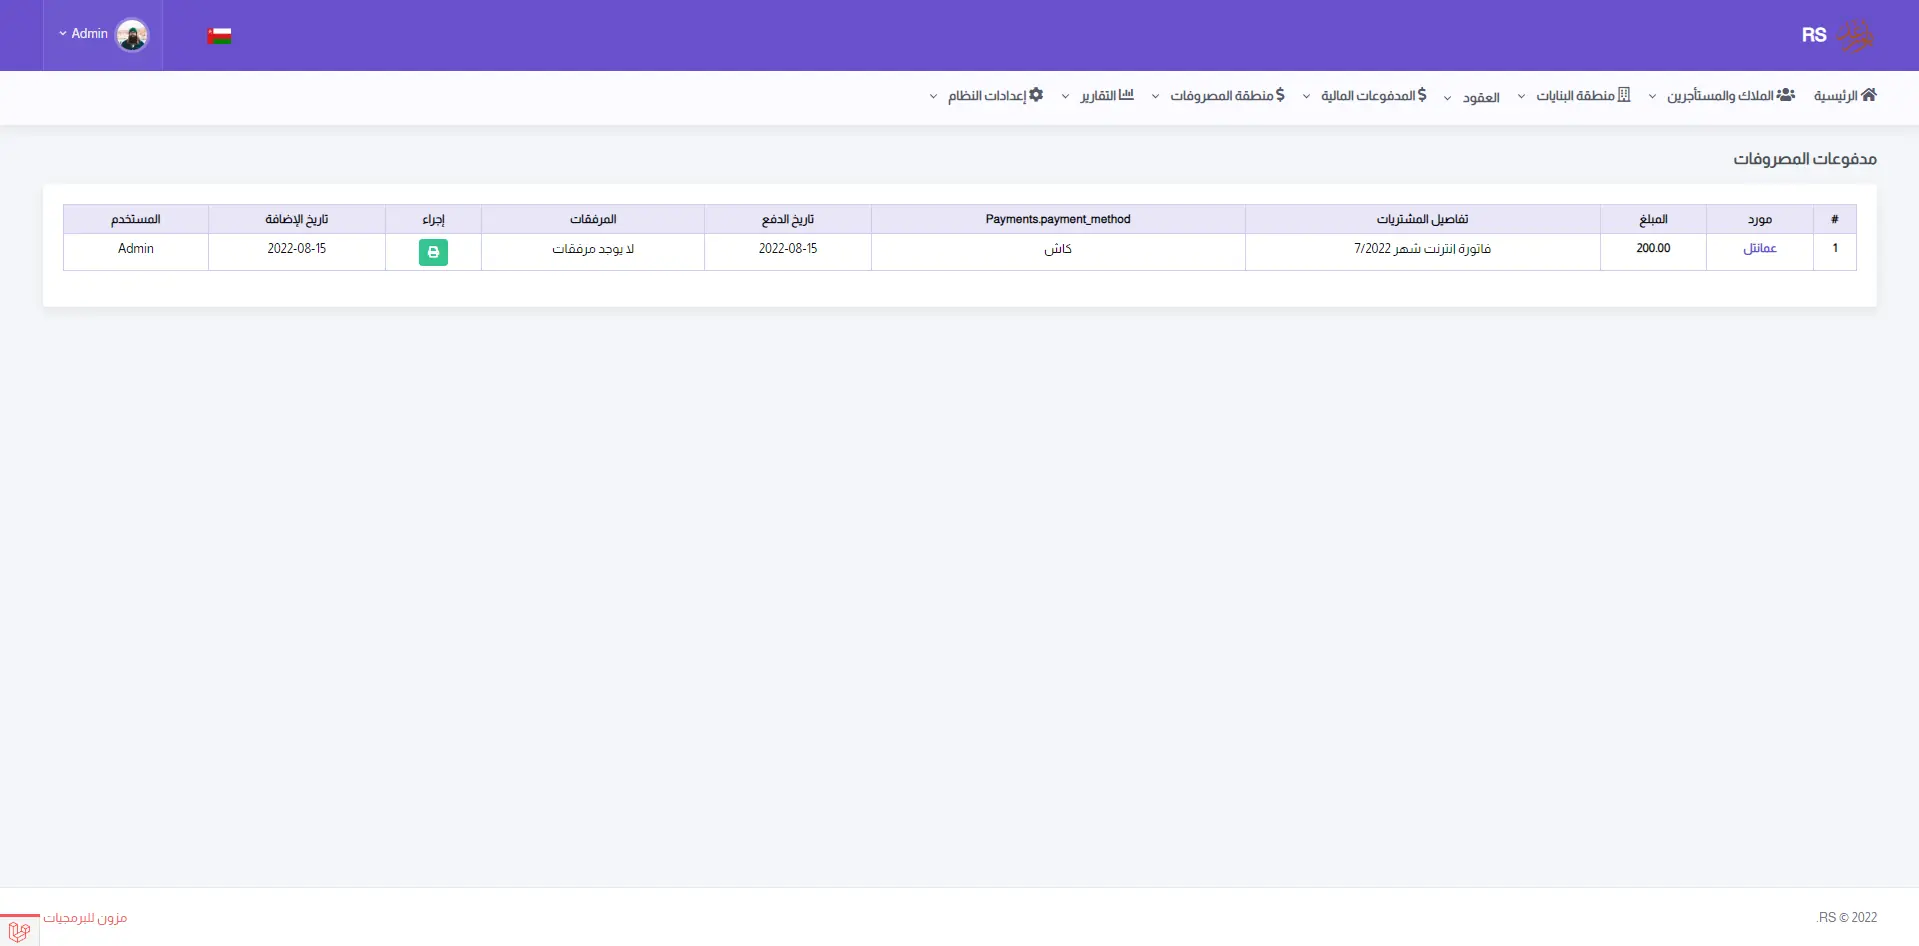 RS
Admin
الرئيسية
الملاك والمستأجرين
منطقة البنايات
العقود
المدفوعات المالية
منطقة المصروفات
التقارير
إعدادات النظام
مدفوعات المصروفات
# مورد المبلغ تفاصيل المشتريات Payments.payment_method تاريخ الدفع المرفقات إجراء تاريخ الإضافة المستخدم
1 عمانتل 200.00 فاتورة انترنت شهر 7/2022 كاش 2022-08-15 لا يوجد مرفقات 2022-08-15 Admin
RS © 2022.
مزون للبرمجيات